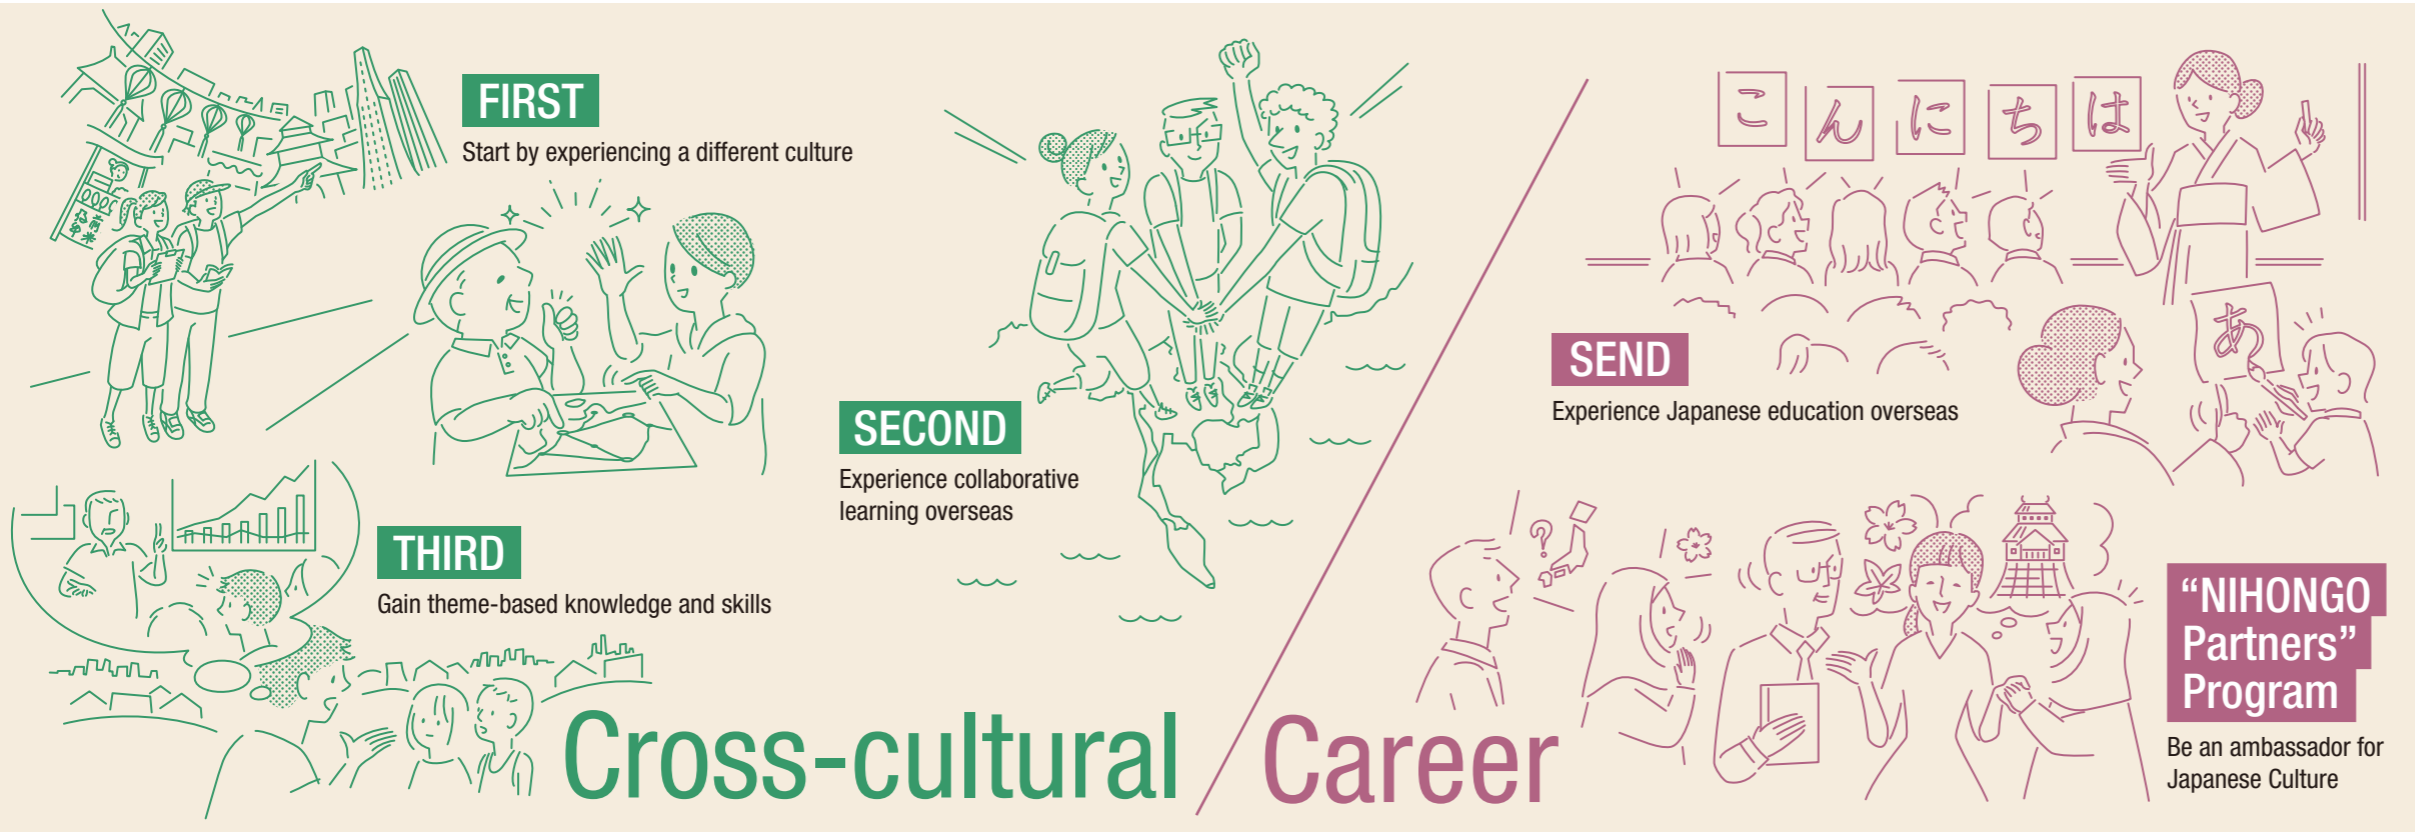 FIRST
Start by experiencing a different culture
SECOND
Experience collaborative
learning overseas
THIRD
Gain theme-based knowledge and skills
Cross-cultural
Career
こんにちは
SEND
Experience Japanese education overseas
あ
“NIHONGO
Partners”
Program
Be an ambassador for
Japanese Culture
?